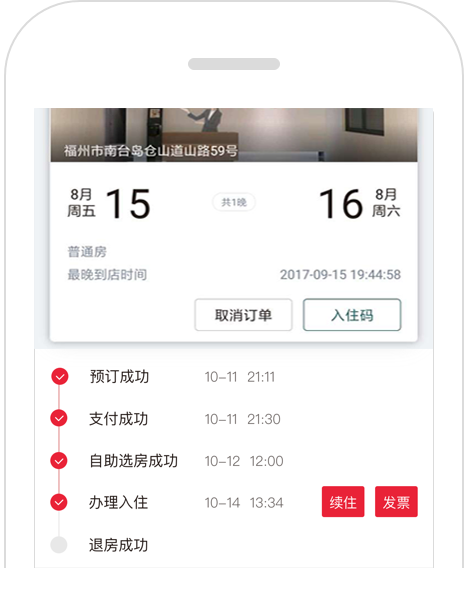 福州市南台岛仓山道山路59号
8月 周五 15 共1晚 16 8月 周六
普通房
最晚到店时间 2017-09-15 19:44:58
取消订单 入住码
预订成功 10-11 21:11
支付成功 10-11 21:30
自助选房成功 10-12 12:00
办理入住 10-14 13:34 续住 发票
退房成功